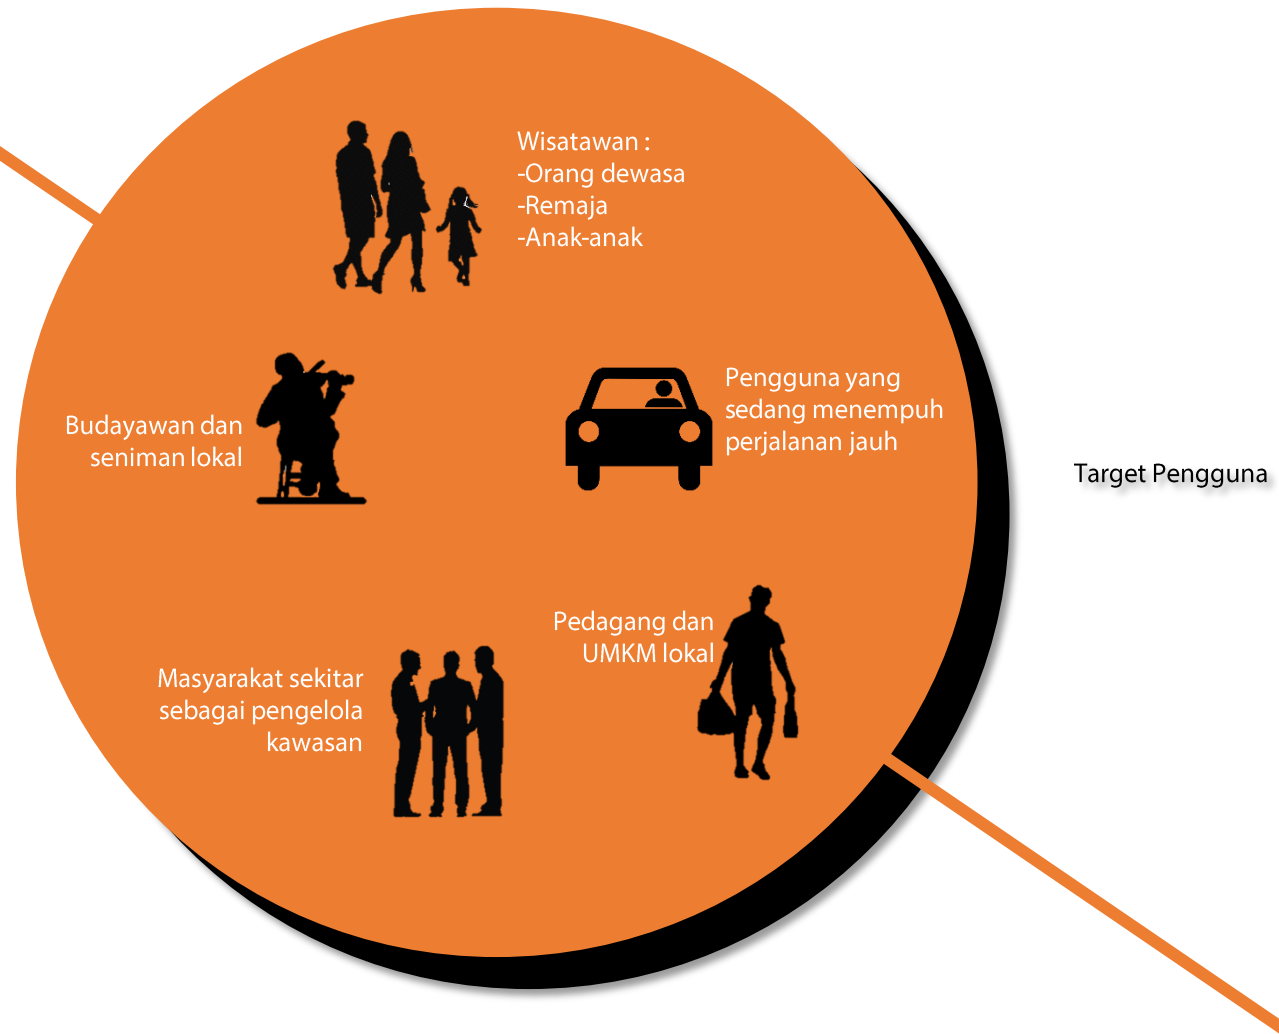 Wisatawan :
-Orang dewasa
-Remaja
-Anak-anak
Pengguna yang
sedang menempuh
perjalanan jauh
Budayawan dan
seniman lokal
Target Pengguna
Pedagang dan
UMKM lokal
Masyarakat sekitar
sebagai pengelola
kawasan